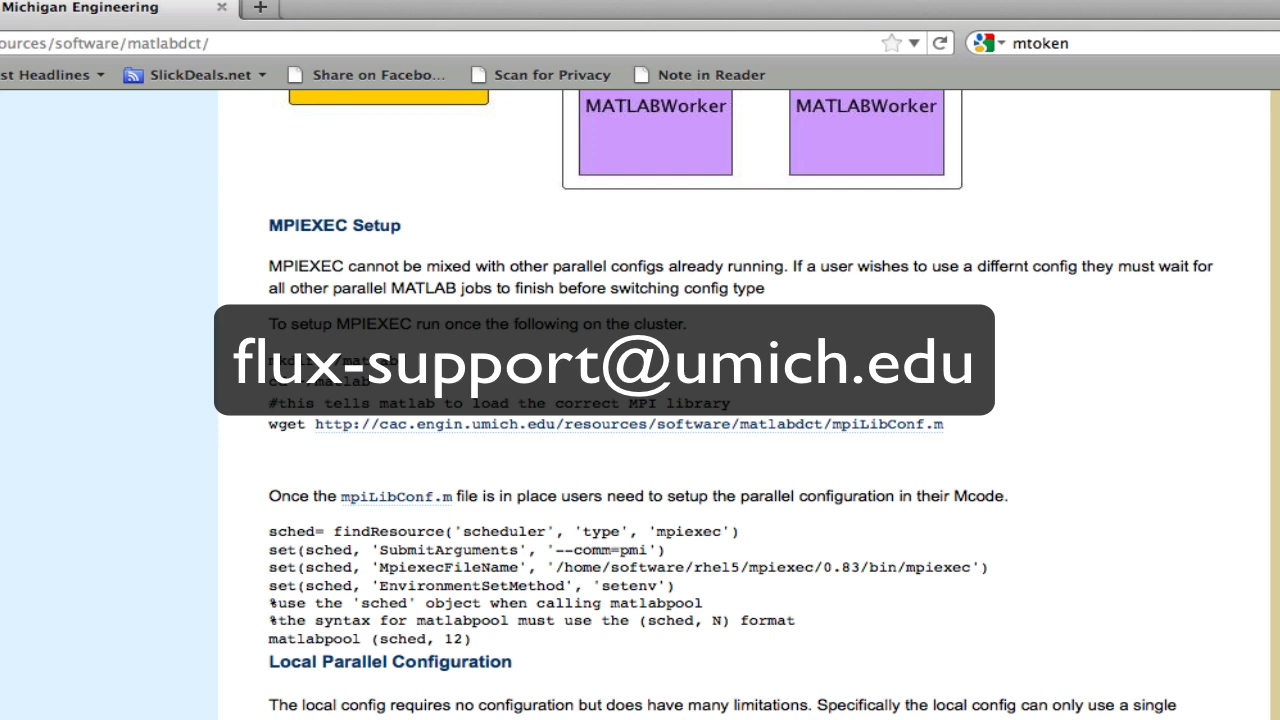 Michigan Engineering
ources/software/matlabdct/
mtoken
st Headlines
SlickDeals.net
Share on Facebo...
Scan for Privacy
Note in Reader
MATLABWorker
MATLABWorker
MPIEXEC Setup
MPIEXEC cannot be mixed with other parallel configs already running. If a user wishes to use a differnt config they must wait for
all other parallel MATLAB jobs to finish before switching config type
To setup MPIEXEC run once the following on the cluster.
flux-support@umich.edu
#this tells matlab to load the correct MPI library
wget http://cac.engin.umich.edu/resources/software/matlabdct/mpiLibConf.m
Once the mpiLibConf.m file is in place users need to setup the parallel configuration in their Mcode.
sched= findResource('scheduler', 'type', 'mpiexec')
set(sched, 'SubmitArguments', '--comm=pmi')
set(sched, 'MpiexecFileName', '/home/software/rhel5/mpiexec/0.83/bin/mpiexec')
set(sched, 'EnvironmentSetMethod', 'setenv')
%use the 'sched' object when calling matlabpool
%the syntax for matlabpool must use the (sched, N) format
matlabpool (sched, 12)
Local Parallel Configuration
The local config requires no configuration but does have many limitations. Specifically the local config can only use a single